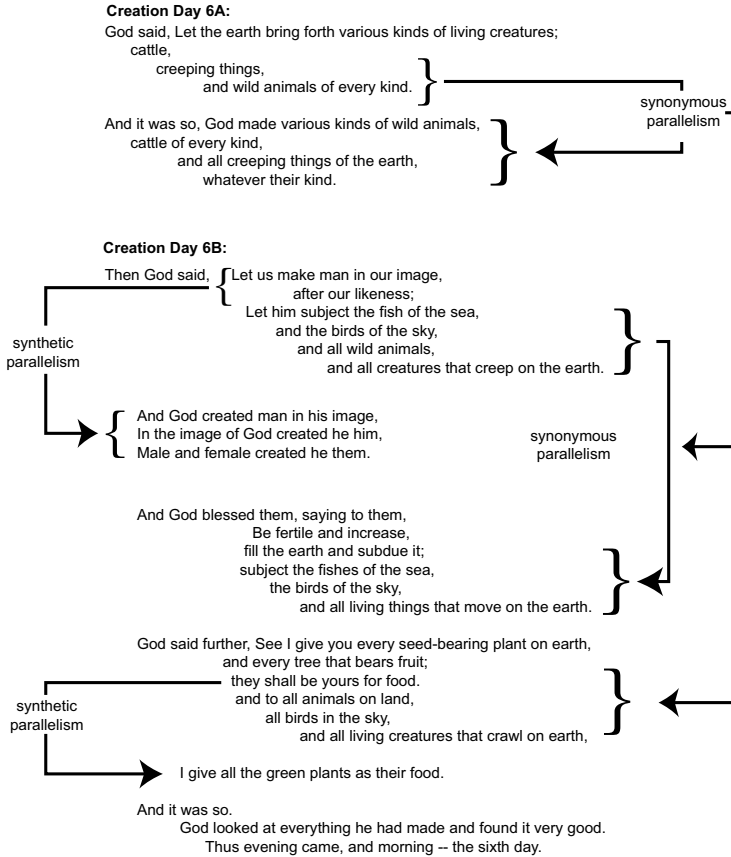 Creation Day 6A:
God said, Let the earth bring forth various kinds of living creatures;
cattle,
creeping things,
and wild animals of every kind.
synonymous
parallelism
And it was so, God made various kinds of wild animals,
cattle of every kind,
and all creeping things of the earth,
whatever their kind.
Creation Day 6B:
Then God said, Let us make man in our image,
after our likeness;
Let him subject the fish of the sea,
and the birds of the sky,
and all wild animals,
and all creatures that creep on the earth.
synthetic
parallelism
And God created man in his image,
In the image of God created he him,
Male and female created he them.
synonymous
parallelism
And God blessed them, saying to them,
Be fertile and increase,
fill the earth and subdue it;
subject the fishes of the sea,
the birds of the sky,
and all living things that move on the earth.
God said further, See I give you every seed-bearing plant on earth,
and every tree that bears fruit;
they shall be yours for food.
and to all animals on land,
all birds in the sky,
and all living creatures that crawl on earth,
synthetic
parallelism
I give all the green plants as their food.
And it was so.
God looked at everything he had made and found it very good.
Thus evening came, and morning -- the sixth day.